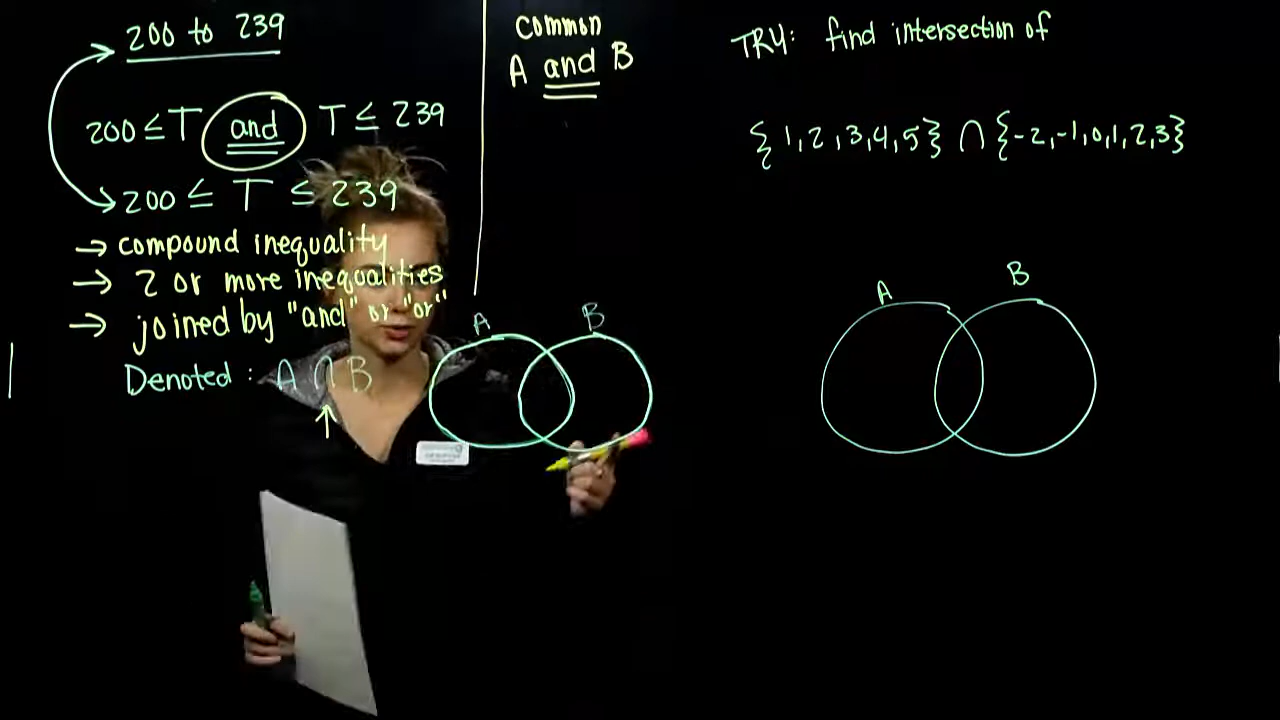 200 to 239
200 ≤ T and T ≤ 239
200 ≤ T ≤ 239
→ compound inequality
→ 2 or more inequalities
→ joined by "and" or "or"
Denoted : A ∩ B
↑
common
A and B
A B
TRY: find intersection of
{1,2,3,4,5} ∩ {-2,-1,0,1,2,3}
A B